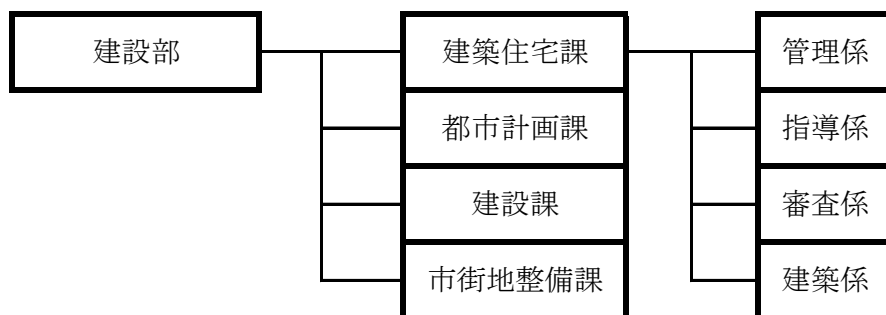 建設部
建築住宅課
管理係
都市計画課
指導係
建設課
審査係
市街地整備課
建築係